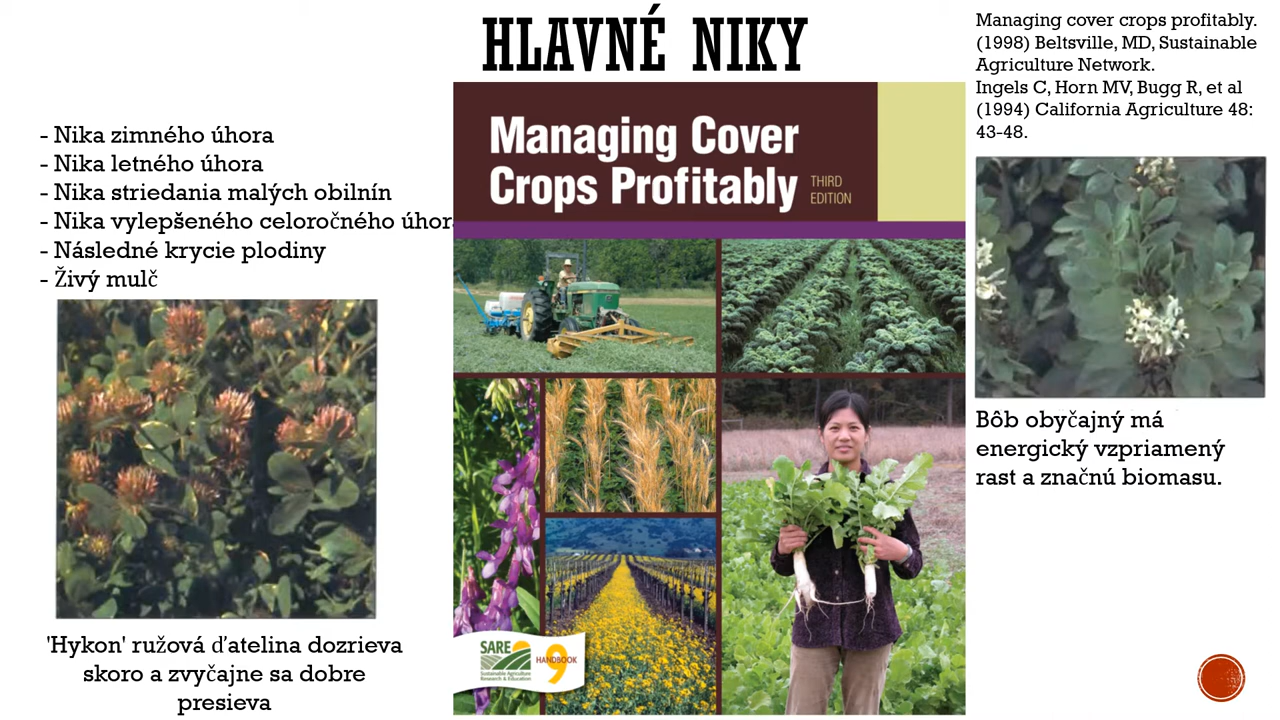 HLAVNÉ NIKY
- Nika zimného úhora
- Nika letného úhora
- Nika striedania malých obilnín
- Nika vylepšeného celoročného úhor
- Následné krycie plodiny
- Živý mulč
'Hykon' ružová ďatelina dozrieva
skoro a zvyčajne sa dobre
presieva
Managing Cover
Crops Profitably
THIRD
EDITION
SARE
Sustainable Agriculture
Research & Education
HANDBOOK
9
Managing cover crops profitably.
(1998) Beltsville, MD, Sustainable
Agriculture Network.
Ingels C, Horn MV, Bugg R, et al
(1994) California Agriculture 48:
43-48.
Bôb obyčajný má
energický vzpriamený
rast a značnú biomasu.